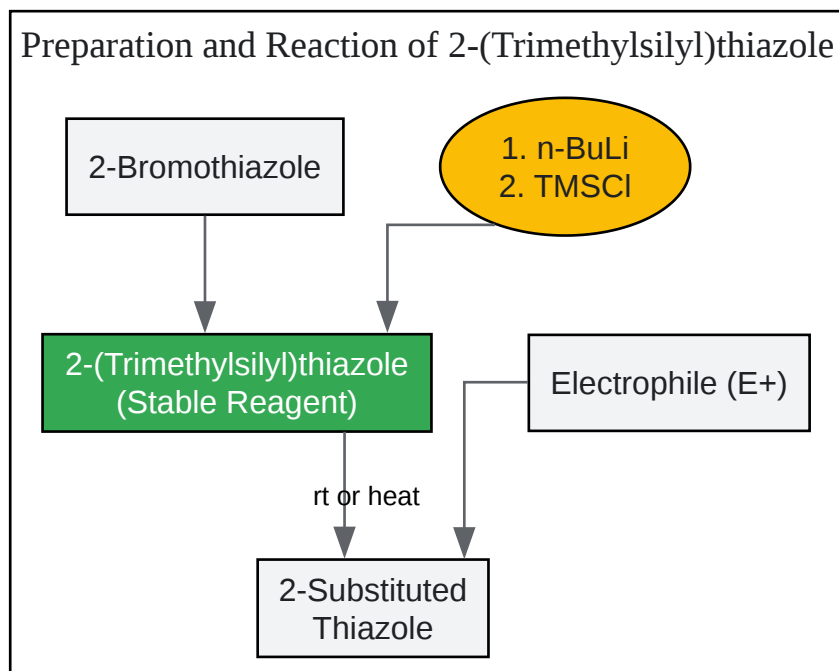 Preparation and Reaction of 2-(Trimethylsilyl)thiazole
2-Bromothiazole
1. n-BuLi
2. TMSCl
2-(Trimethylsilyl)thiazole
(Stable Reagent)
Electrophile (E+)
rt or heat
2-Substituted
Thiazole